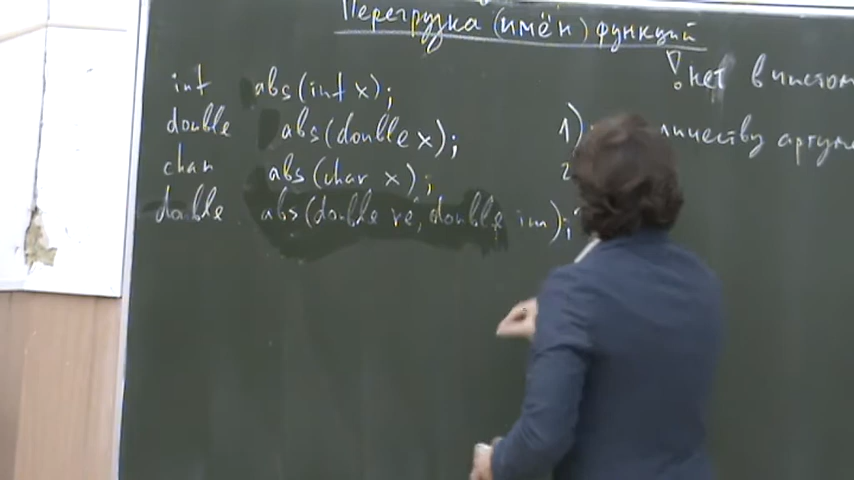 Перегрузка (имён) функций
! нет в чистом
int abs(int x);
double abs(double x);
char abs(char x);
double abs(double re, double im);
1)
2